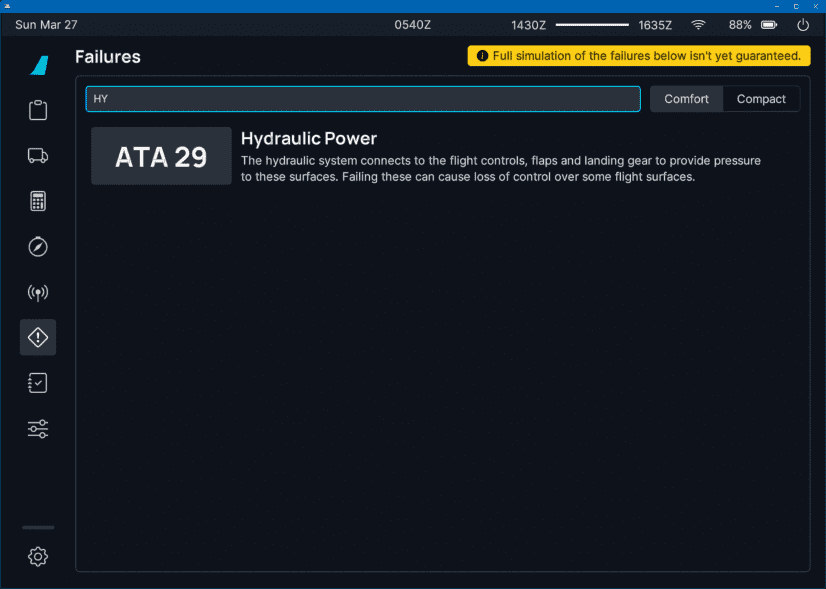 Sun Mar 27
0540Z
1430Z
1635Z
88%
Failures
Full simulation of the failures below isn't yet guaranteed.
HY
Comfort
Compact
ATA 29
Hydraulic Power
The hydraulic system connects to the flight controls, flaps and landing gear to provide pressure
to these surfaces. Failing these can cause loss of control over some flight surfaces.